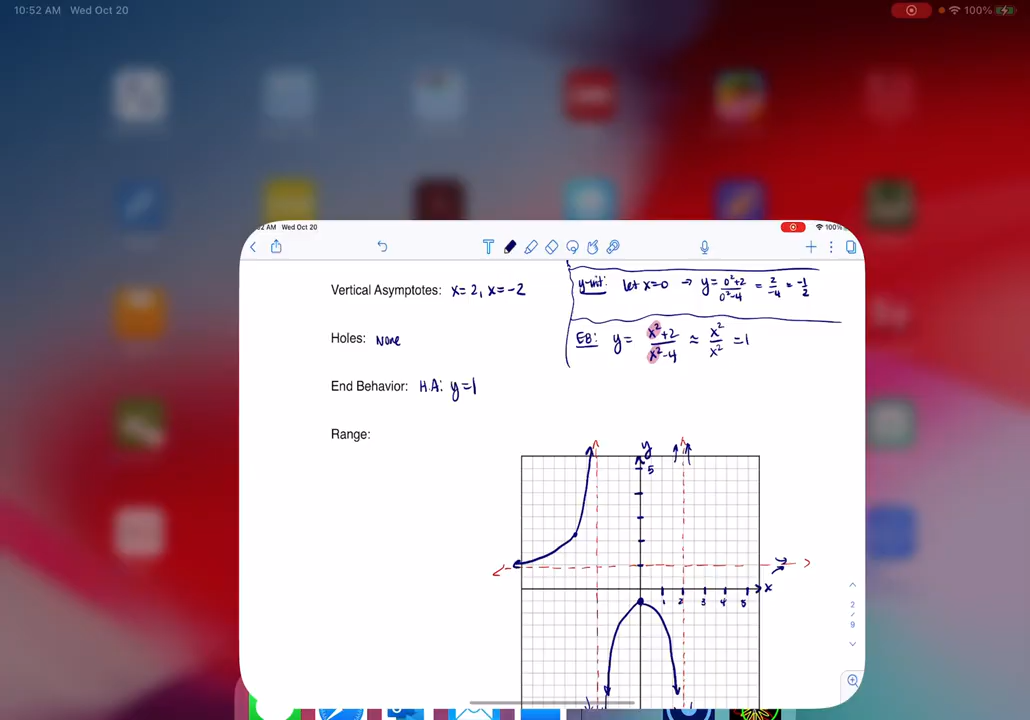 10:52 AM Wed Oct 20
100%
Wed Oct 20
100%
T
Vertical Asymptotes: x=2, x=-2
y-int: let x=0 → y= 0²+2 / 0²-4 = 2/-4 = -1/2
Holes: None
EB: y= x²+2 / x²-4 ≈ x²/x² =1
End Behavior: H.A: y=1
Range:
y
5
x
1 2 3 4 5
2
9